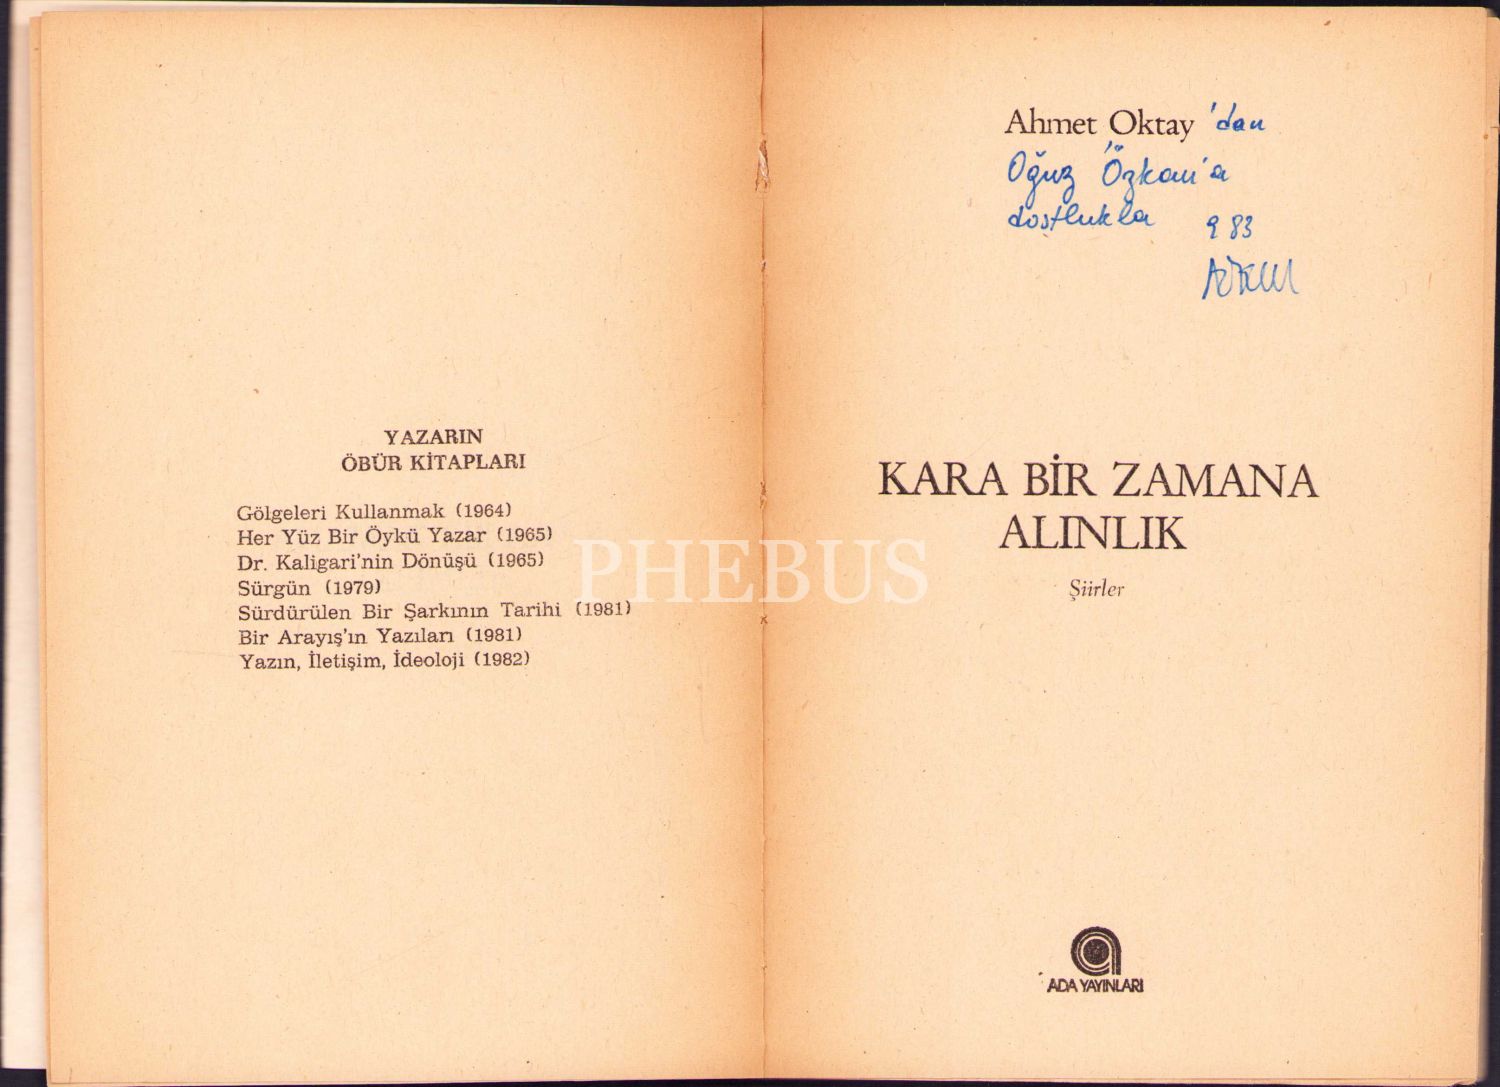 YAZARIN
ÖBÜR KİTAPLARI
Gölgeleri Kullanmak (1964)
Her Yüz Bir Öykü Yazar (1965)
Dr. Kaligari'nin Dönüşü (1965)
Sürgün (1979)
Sürdürülen Bir Şarkının Tarihi (1981)
Bir Arayış'ın Yazıları (1981)
Yazın, İletişim, İdeoloji (1982)
PHEBUS
Ahmet Oktay 'dan
Oğuz Özkan'a
dostlukla 9 83
KARA BİR ZAMANA
ALINLIK
Şiirler
ADA YAYINLARI